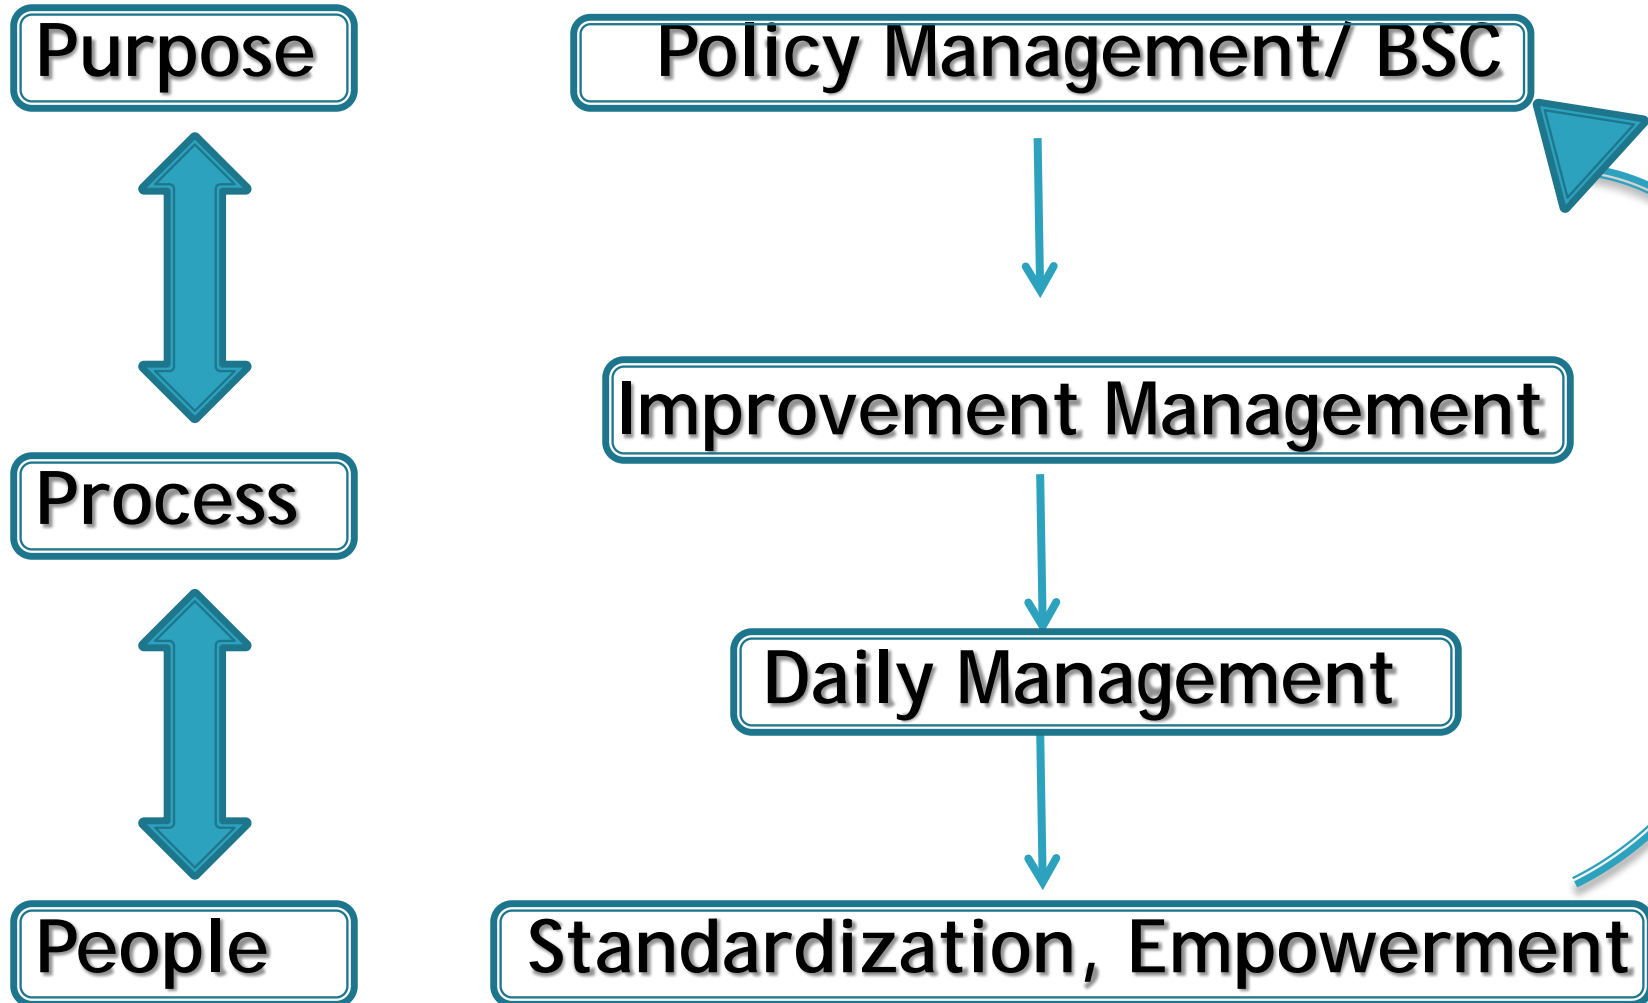 Purpose
Policy Management/ BSC
Improvement Management
Process
Daily Management
People
Standardization, Empowerment